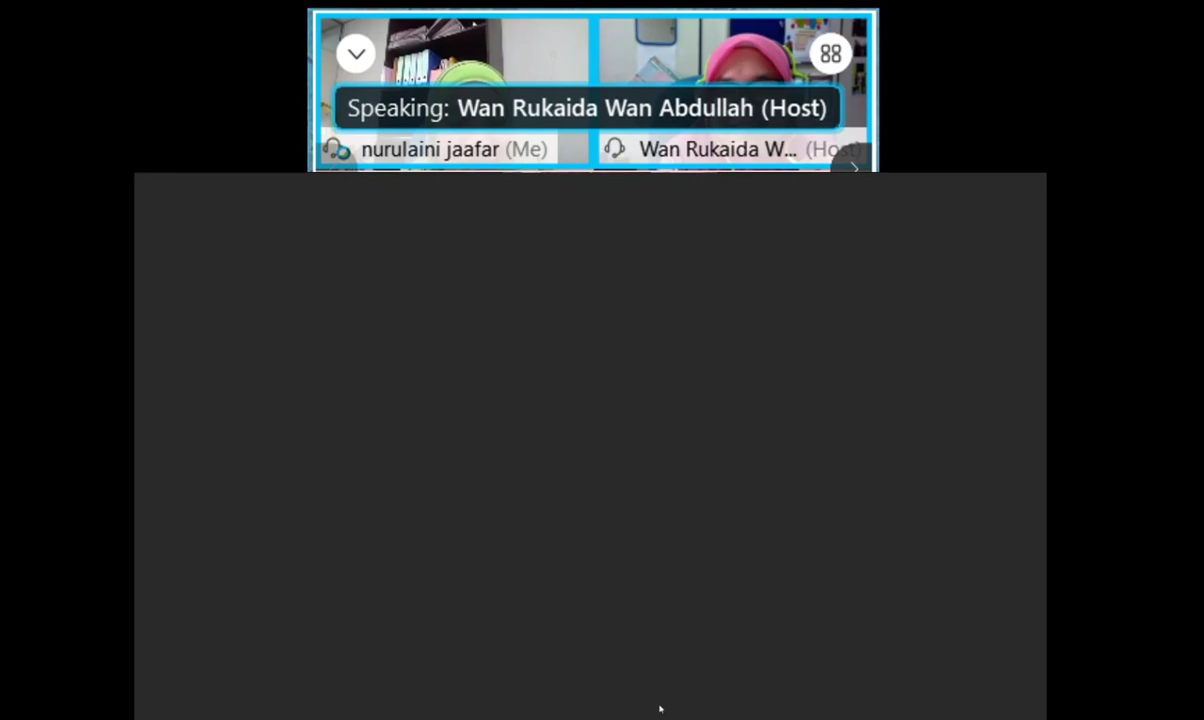 Speaking: Wan Rukaida Wan Abdullah (Host)
nurulaini jaafar (Me)
Wan Rukaida W... (Host)